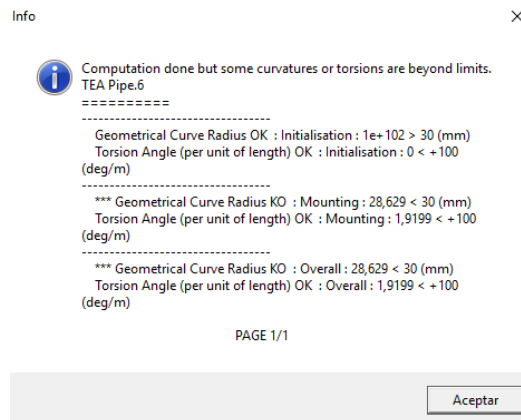 Info
Computation done but some curvatures or torsions are beyond limits.
TEA Pipe.6
==========
-----------------------------------
Geometrical Curve Radius OK : Initialisation : 1e+102 > 30 (mm)
Torsion Angle (per unit of length) OK : Initialisation : 0 < +100
(deg/m)
-----------------------------------
*** Geometrical Curve Radius KO : Mounting : 28,629 < 30 (mm)
Torsion Angle (per unit of length) OK : Mounting : 1,9199 < +100
(deg/m)
-----------------------------------
*** Geometrical Curve Radius KO : Overall : 28,629 < 30 (mm)
Torsion Angle (per unit of length) OK : Overall : 1,9199 < +100
(deg/m)
PAGE 1/1
Aceptar